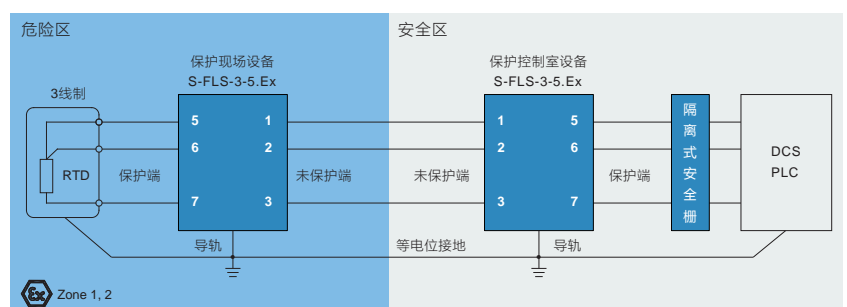 危险区
安全区
保护现场设备
S-FLS-3-5.Ex
保护控制室设备
S-FLS-3-5.Ex
3线制
5 1
6 2
7 3
RTD
保护端
未保护端
未保护端
1 5
2 6
3 7
保护端
隔离式安全栅
DCS
PLC
导轨
等电位接地
导轨
Ex
Zone 1, 2